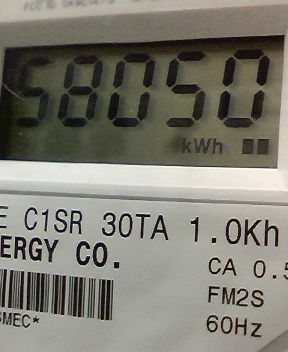 58050
kWh
E C1SR 30TA 1.0Kh
ERGY CO.
CA 0.5
FM2S
60Hz
SMEC*